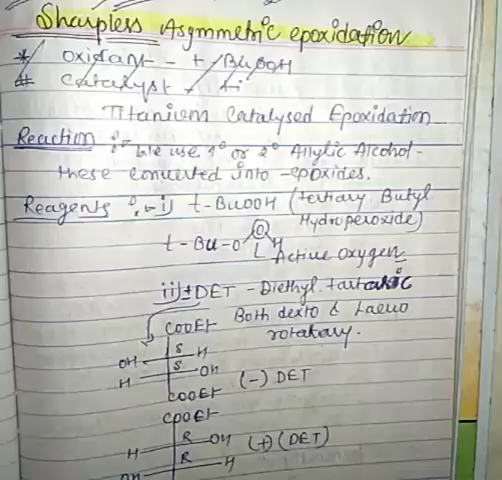 Sharpless Asymmetric epoxidation
* oxidant - t/BuOOH
# Catalyst - Ti
Titanium Catalysed Epoxidation
Reaction :- We use 1° or 2° Allylic Alcohol -
these converted into -epoxides.
Reagents :- i) t-BuOOH (tertiary Butyl
Hydroperoxide)
t - Bu-O O H
Active oxygen
ii) ± DET - Diethyl tartaric
Both dexto & Laevo
rotatary.
COOEt
OH S H
H S OH
COOEt (-) DET
COOEt
H R OH (+) (DET)
OH R H